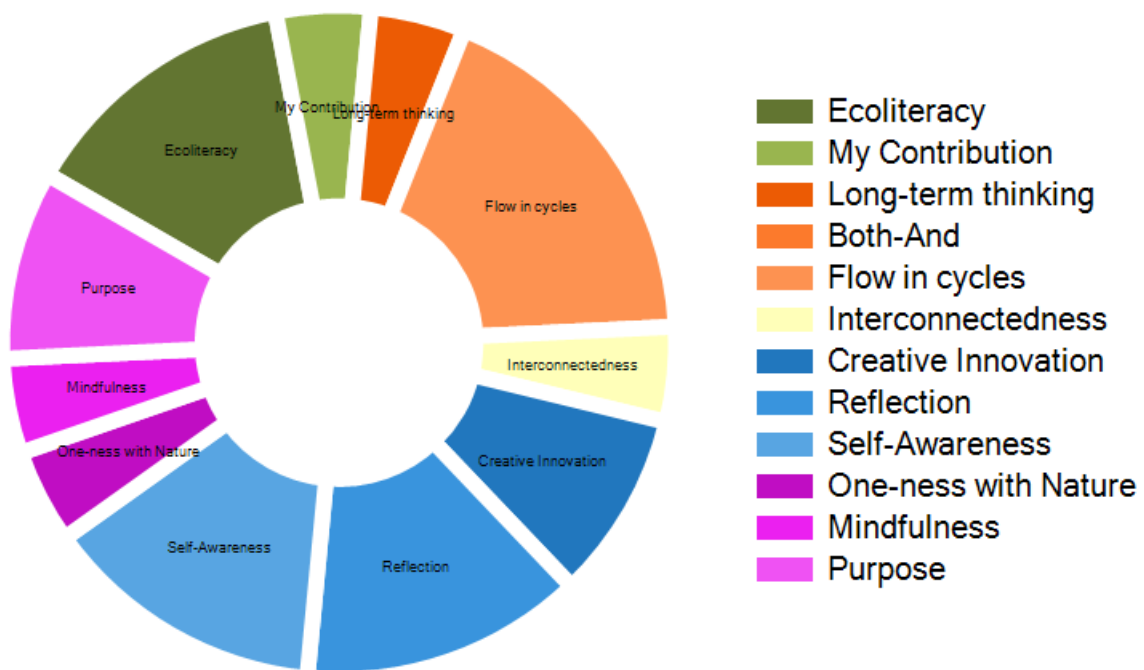 My Contribution
Long-term thinking
Ecoliteracy
Flow in cycles
Purpose
Interconnectedness
Mindfulness
One-ness with Nature
Creative Innovation
Self-Awareness
Reflection
Ecoliteracy
My Contribution
Long-term thinking
Both-And
Flow in cycles
Interconnectedness
Creative Innovation
Reflection
Self-Awareness
One-ness with Nature
Mindfulness
Purpose